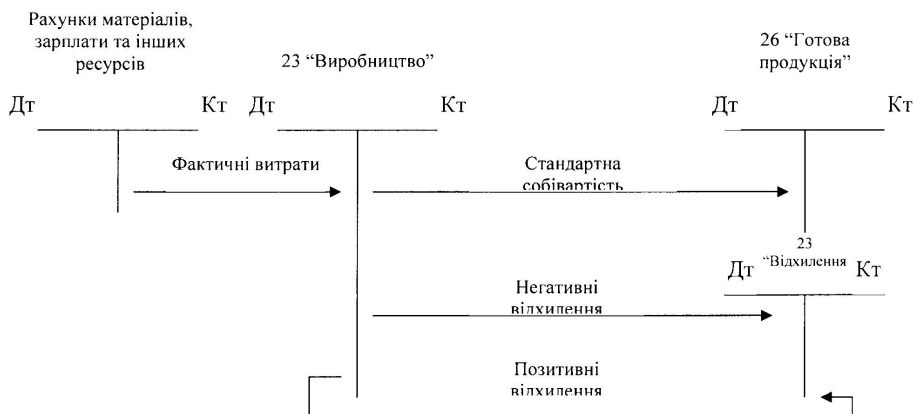 Рахунки матеріалів,
зарплати та інших
ресурсів
23 “Виробництво”
26 “Готова
продукція”
Дт Кт Дт Кт Дт Кт
Фактичні витрати
Стандартна
собівартість
23
“Відхилення
Дт Кт
Негативні
відхилення
Позитивні
відхилення